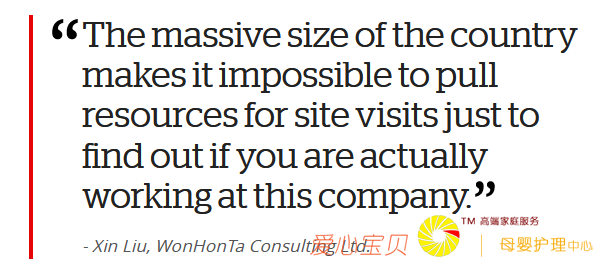 “The massive size of the country
makes it impossible to pull
resources for site visits just to
find out if you are actually
working at this company.”
- Xin Liu, WonHonTa Consulting Ltd.
爱心宝贝
TM 高端家庭服务
母婴护理中心